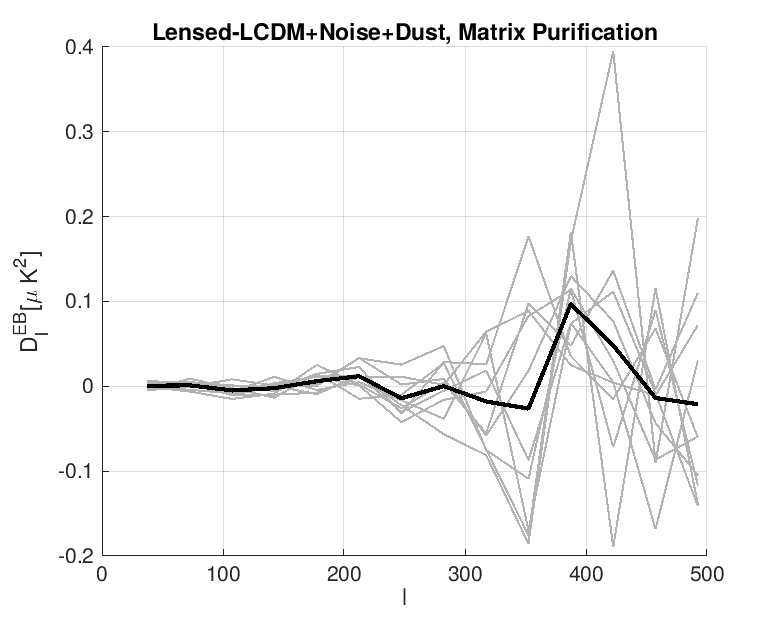 Lensed-LCDM+Noise+Dust, Matrix Purification
0.4
0.3
0.2
0.1
0
-0.1
-0.2
D_l^EB[μ K^2]
0 100 200 300 400 500
l